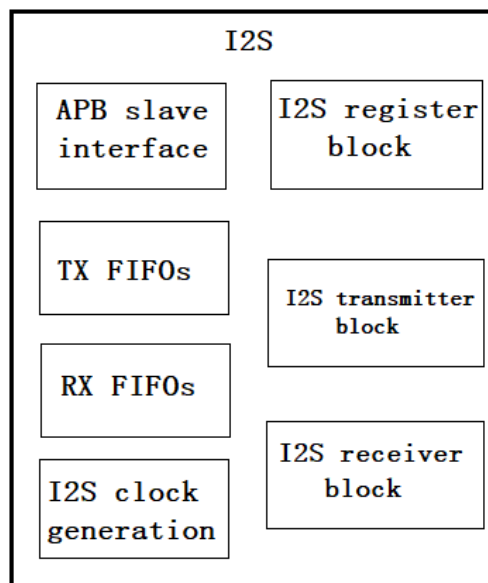 I2S
APB slave
interface
I2S register
block
TX FIFOs
I2S transmitter
block
RX FIFOs
I2S receiver
block
I2S clock
generation